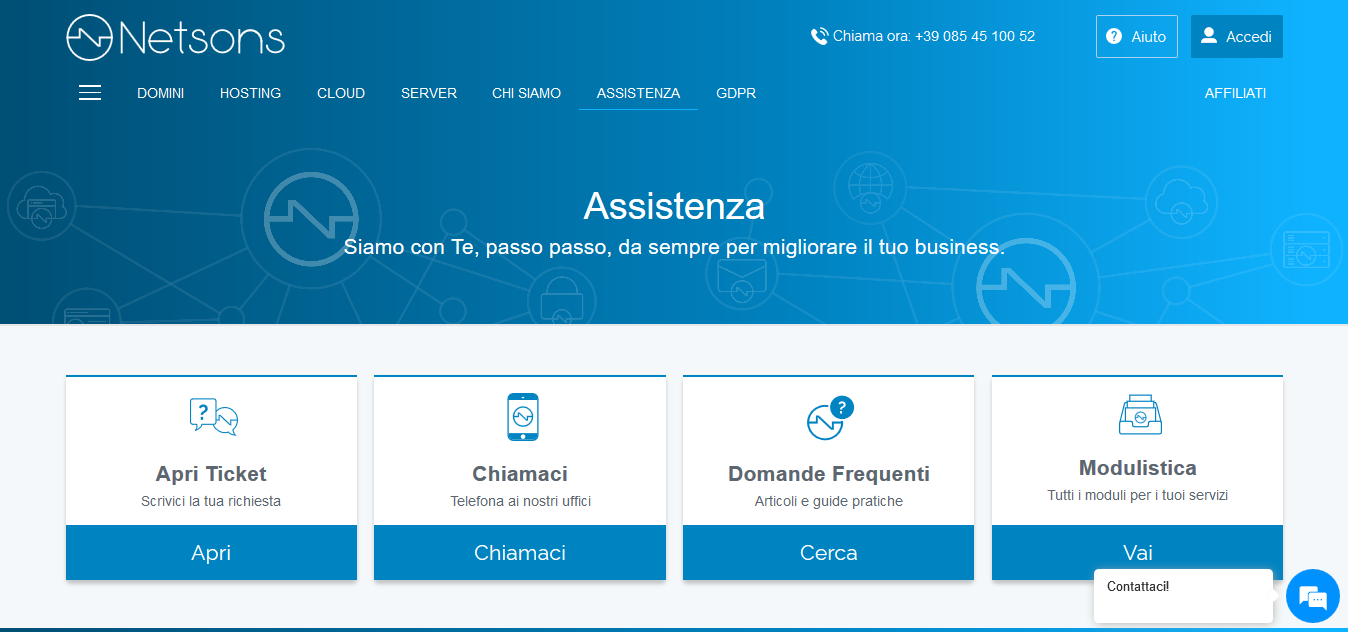 Netsons
Chiama ora: +39 085 45 100 52
? Aiuto
Accedi
DOMINI HOSTING CLOUD SERVER CHI SIAMO ASSISTENZA GDPR AFFILIATI
Assistenza
Siamo con Te, passo passo, da sempre per migliorare il tuo business.
?
Apri Ticket
Scrivici la tua richiesta
Apri
Chiamaci
Telefona ai nostri uffici
Chiamaci
?
Domande Frequenti
Articoli e guide pratiche
Cerca
Modulistica
Tutti i moduli per i tuoi servizi
Vai
Contattaci!